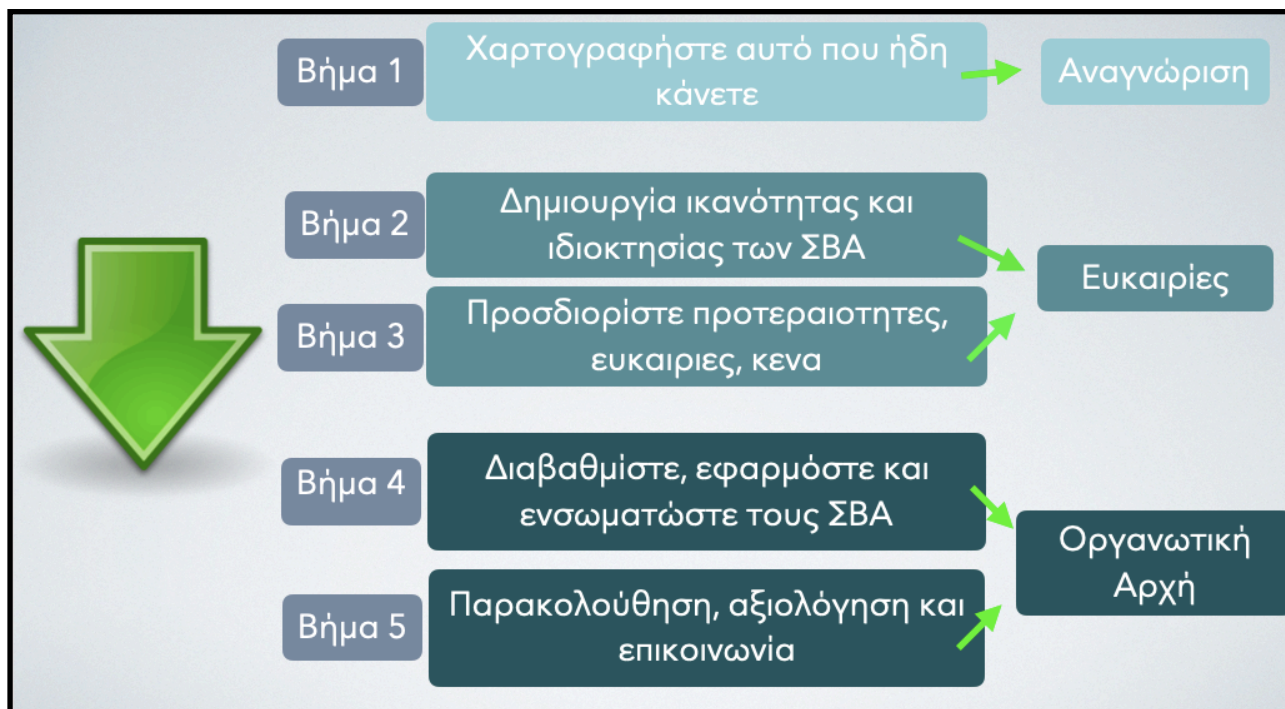 Βήμα 1
Χαρτογραφήστε αυτό που ήδη
κάνετε
Αναγνώριση
Βήμα 2
Δημιουργία ικανότητας και
ιδιοκτησίας των ΣΒΑ
Ευκαιρίες
Βήμα 3
Προσδιορίστε προτεραιοτητες,
ευκαιριες, κενα
Βήμα 4
Διαβαθμίστε, εφαρμόστε και
ενσωματώστε τους ΣΒΑ
Οργανωτική
Αρχή
Βήμα 5
Παρακολούθηση, αξιολόγηση και
επικοινωνία